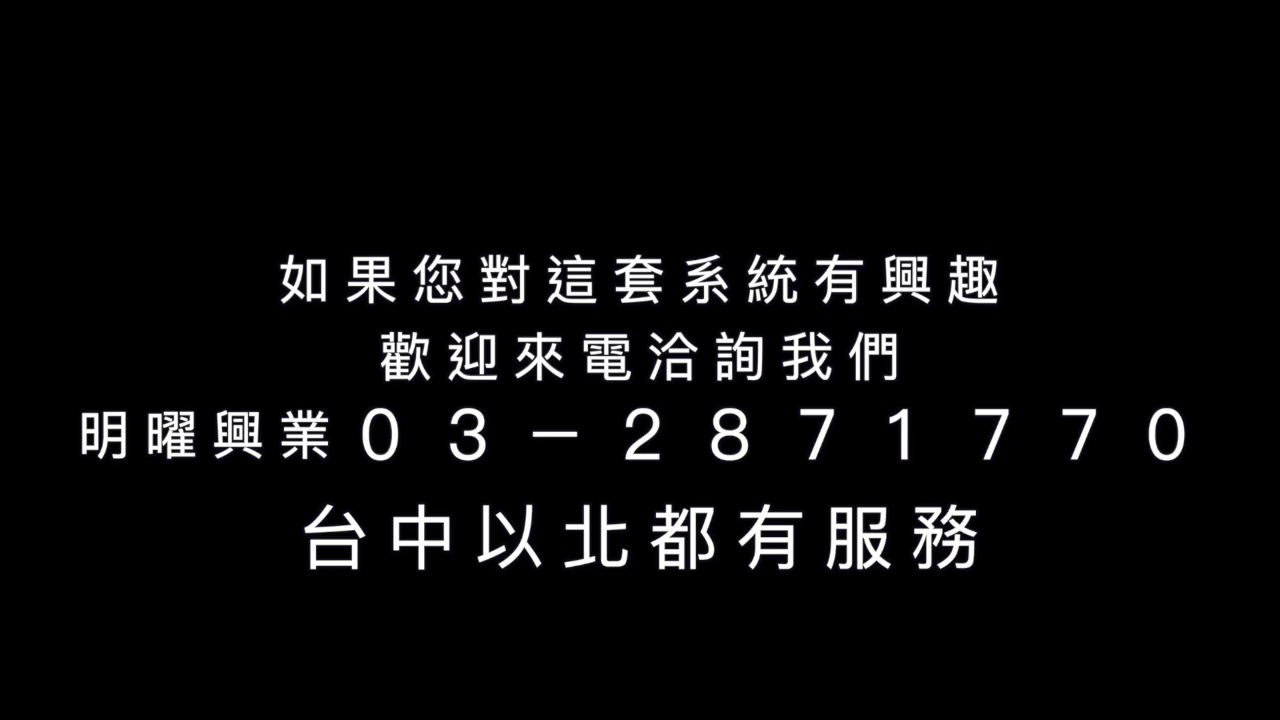 如果您對這套系統有興趣
歡迎來電洽詢我們
明曜興業０３－２８７１７７０
台中以北都有服務